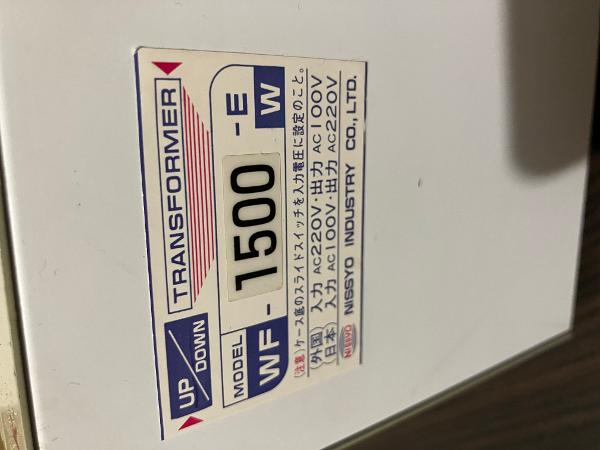 UP/DOWN TRANSFORMER
MODEL
WF-1500-E W
(注意)ケース底のスライドスイッチを入力電圧に設定のこと。
(外国) 入力 AC220V・出力 AC100V
(日本) 入力 AC100V・出力 AC220V
NISSYO NISSYO INDUSTRY CO., LTD.